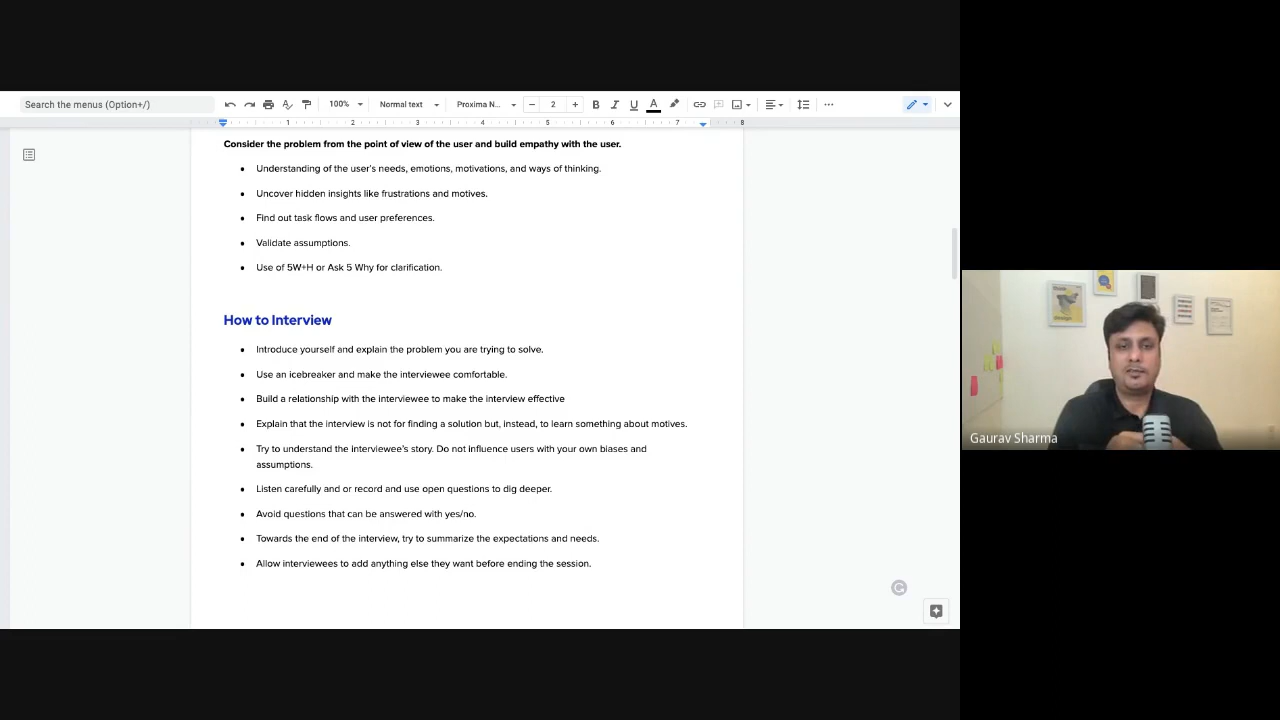 Search the menus (Option+/)
100%
Normal text
Proxima N...
2
1 2 3 4 5 6 7 8
Consider the problem from the point of view of the user and build empathy with the user.
Understanding of the user's needs, emotions, motivations, and ways of thinking.
Uncover hidden insights like frustrations and motives.
Find out task flows and user preferences.
Validate assumptions.
Use of 5W+H or Ask 5 Why for clarification.
How to Interview
Introduce yourself and explain the problem you are trying to solve.
Use an icebreaker and make the interviewee comfortable.
Build a relationship with the interviewee to make the interview effective
Explain that the interview is not for finding a solution but, instead, to learn something about motives.
Try to understand the interviewee's story. Do not influence users with your own biases and
assumptions.
Listen carefully and or record and use open questions to dig deeper.
Avoid questions that can be answered with yes/no.
Towards the end of the interview, try to summarize the expectations and needs.
Allow interviewees to add anything else they want before ending the session.
Gaurav Sharma